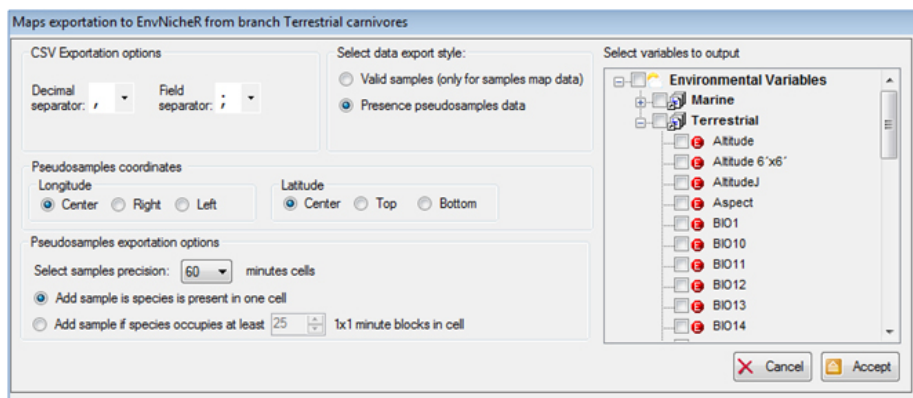 Maps exportation to EnvNicheR from branch Terrestrial carnivores
CSV Exportation options
Decimal separator: ,
Field separator: ;
Select data export style:
Valid samples (only for samples map data)
Presence pseudosamples data
Select variables to output
Environmental Variables
Marine
Terrestrial
Altitude
Altitude 6´x6´
AltitudeJ
Aspect
BIO1
BIO10
BIO11
BIO12
BIO13
BIO14
Pseudosamples coordinates
Longitude
Center Right Left
Latitude
Center Top Bottom
Pseudosamples exportation options
Select samples precision: 60 minutes cells
Add sample is species is present in one cell
Add sample if species occupies at least 25 1x1 minute blocks in cell
Cancel
Accept